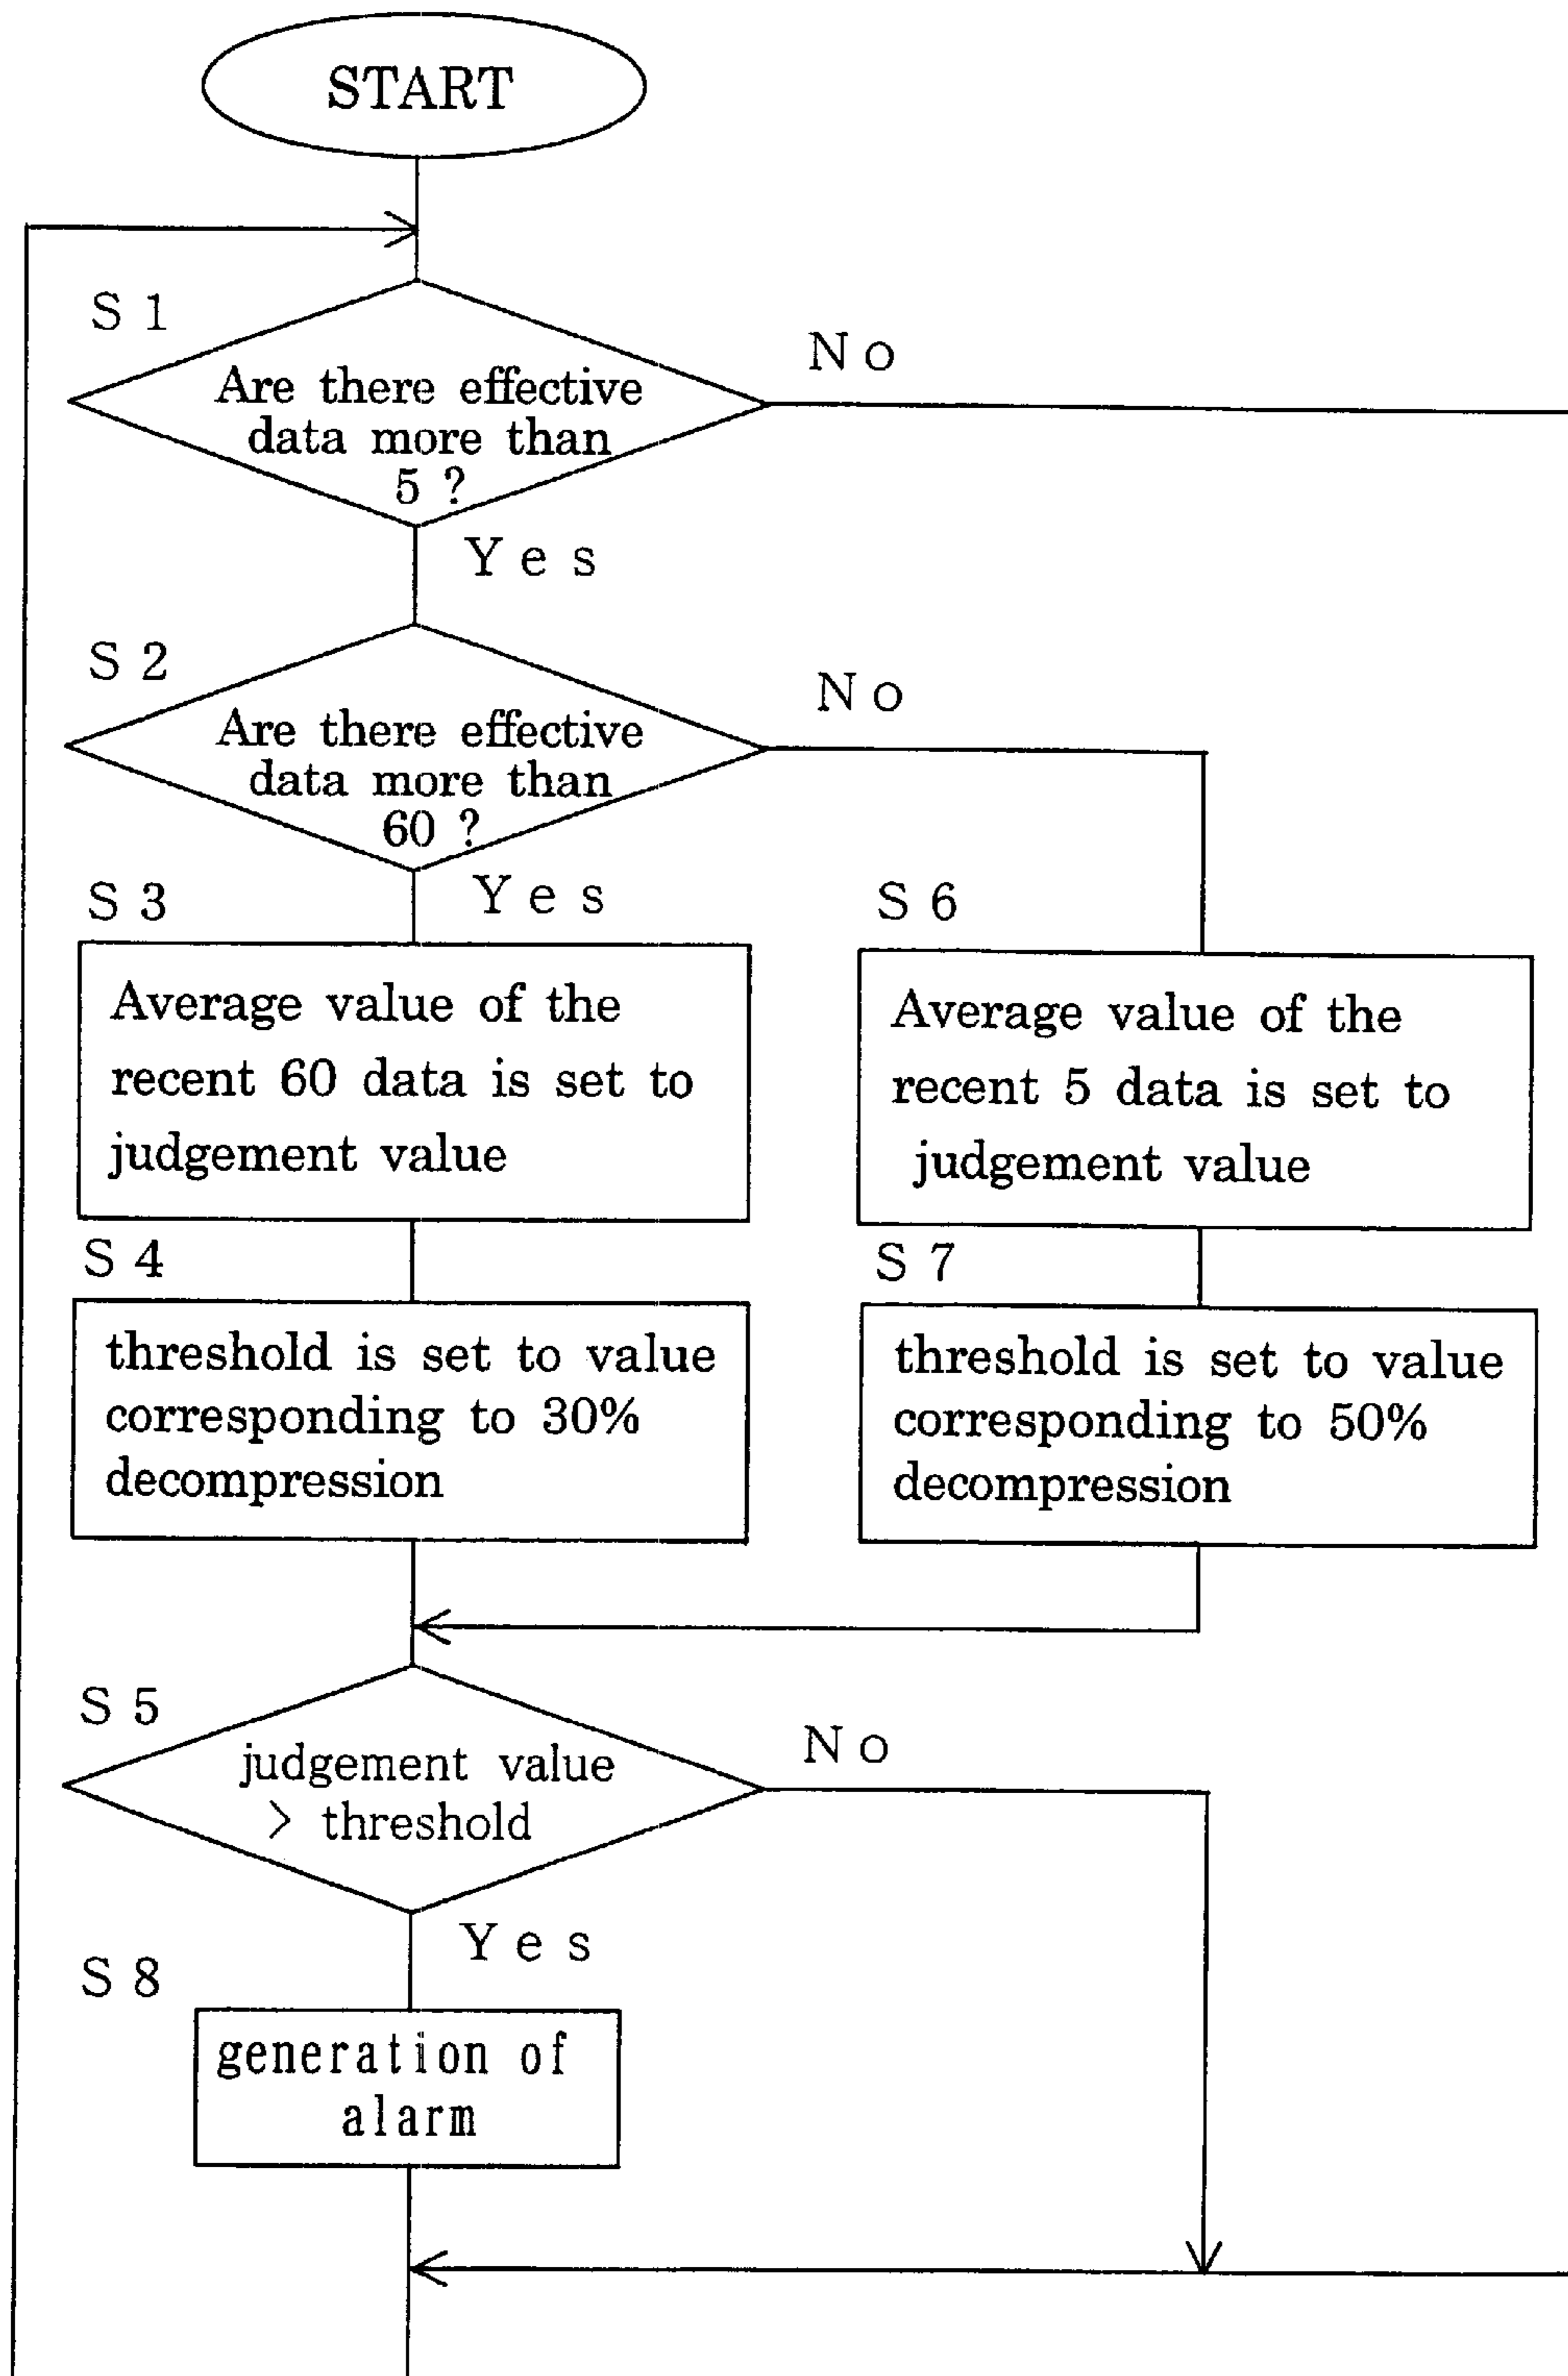 START
S 1
No
Are there effective
data more than
5 ?
Yes
S 2
No
Are there effective
data more than
60 ?
Yes
S 3
S 6
Average value of the
recent 60 data is set to
judgement value
Average value of the
recent 5 data is set to
judgement value
S 4
S 7
threshold is set to value
corresponding to 30%
decompression
threshold is set to value
corresponding to 50%
decompression
S 5
No
judgement value
> threshold
Yes
S 8
generation of
alarm